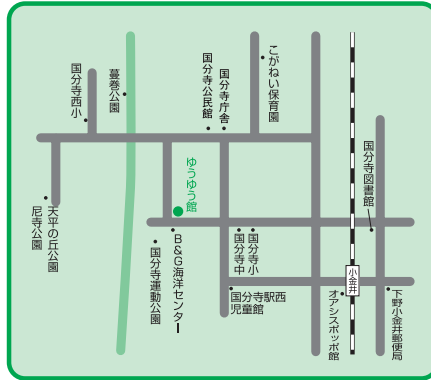 国分寺西小
蔓巻公園
国分寺公民館
国分寺庁舎
こがねい保育園
国分寺図書館
ゆうゆう館
天平の丘公園
尼寺公園
国分寺運動公園
B&G海洋センター
国分寺中
国分寺小
国分寺駅西
児童館
オアシスポッポ館
小金井
下野小金井郵便局